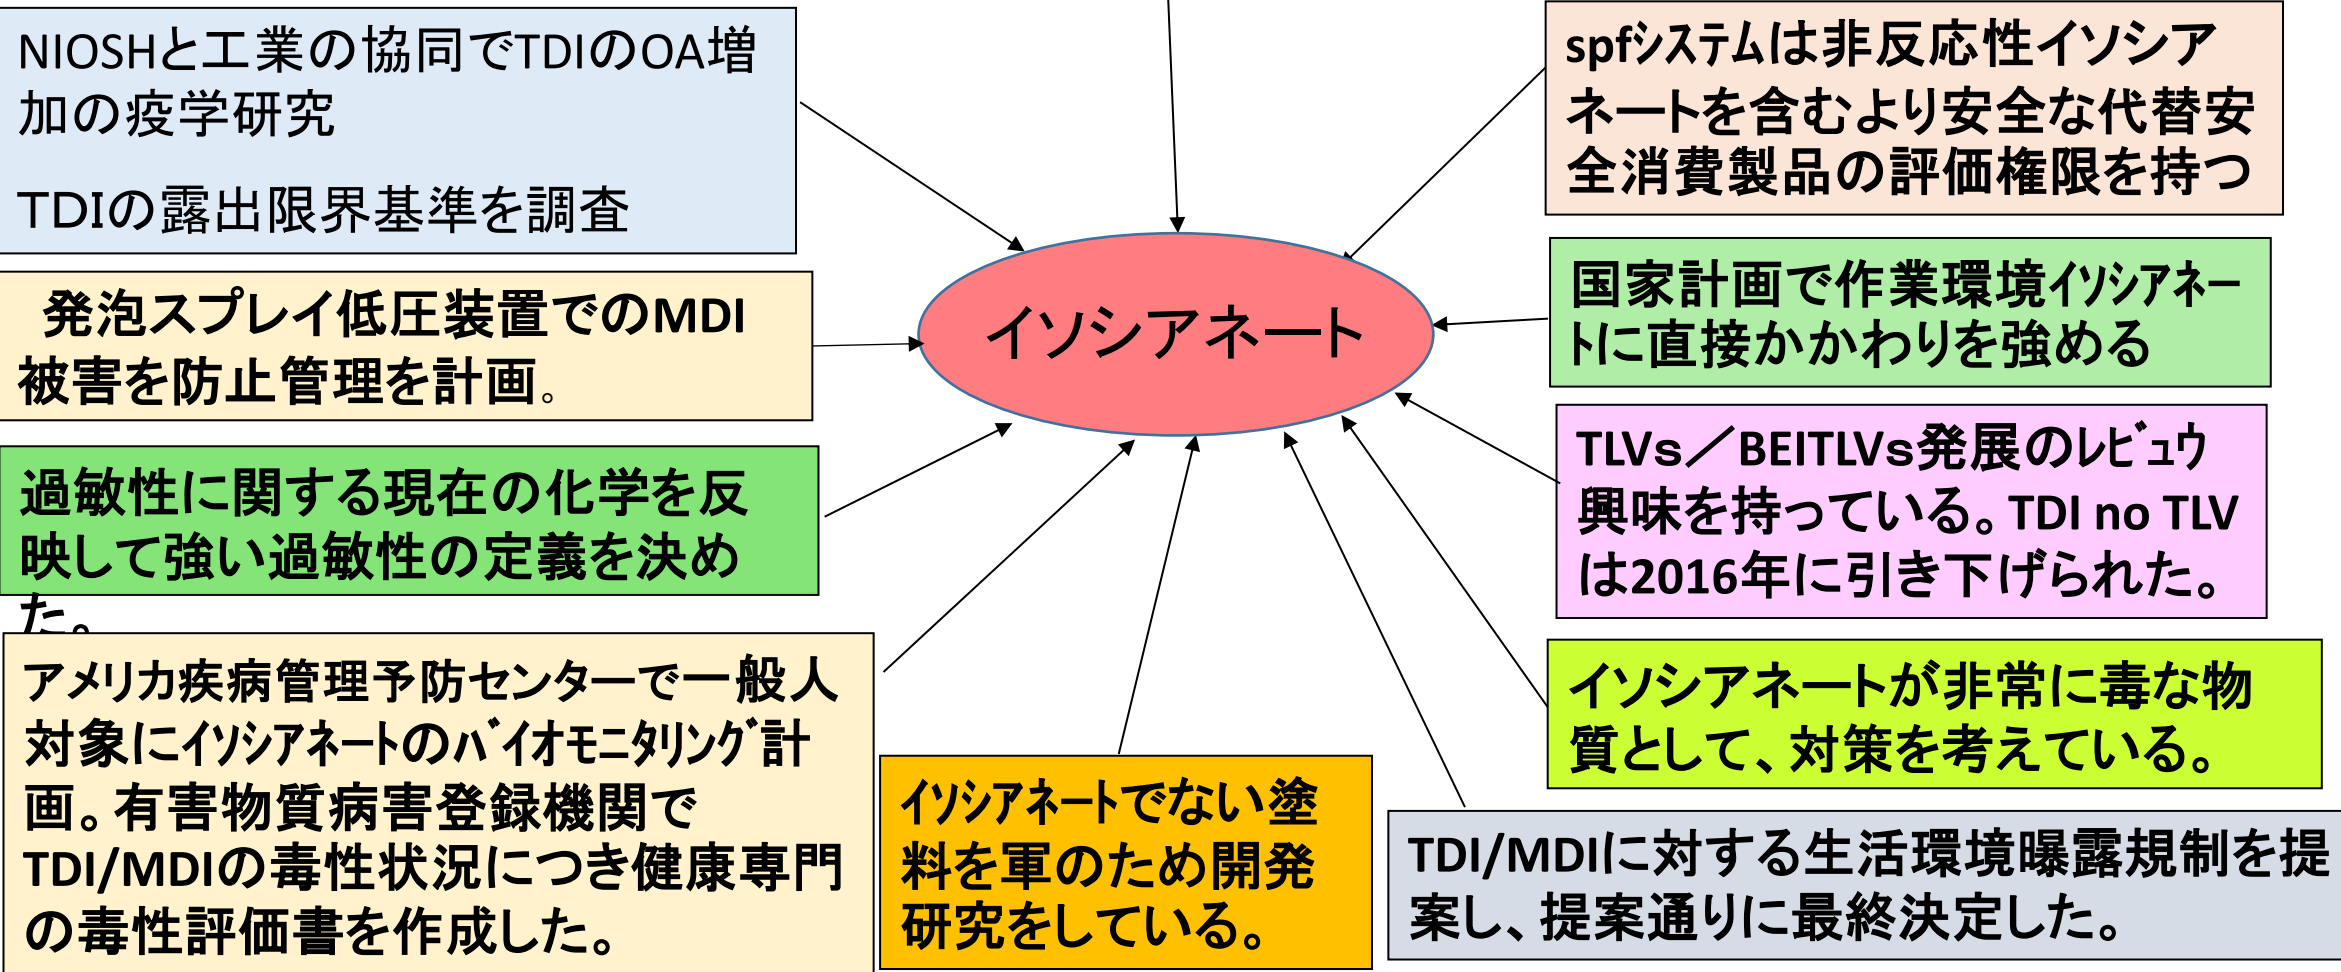 NIOSHと工業の協同でTDIのOA増
加の疫学研究
TDIの露出限界基準を調査
発泡スプレイ低圧装置でのMDI
被害を防止管理を計画。
過敏性に関する現在の化学を反
映して強い過敏性の定義を決め
た。
アメリカ疾病管理予防センターで一般人
対象にｲｿｼｱﾈｰﾄのﾊﾞｲｵﾓﾆﾀﾘﾝｸﾞ計
画。有害物質病害登録機関で
TDI/MDIの毒性状況につき健康専門
の毒性評価書を作成した。
イソシアネート
ｲｿｼｱﾈｰﾄでない塗
料を軍のため開発
研究をしている。
spfｼｽﾃﾑは非反応性イソシア
ネートを含むより安全な代替安
全消費製品の評価権限を持つ
国家計画で作業環境ｲｿｼｱﾈｰ
ﾄに直接かかわりを強める
TLVs／BEITLVs発展のﾚﾋﾞｭｳ
興味を持っている。TDI no TLV
は2016年に引き下げられた。
イソシアネートが非常に毒な物
質として、対策を考えている。
TDI/MDIに対する生活環境曝露規制を提
案し、提案通りに最終決定した。